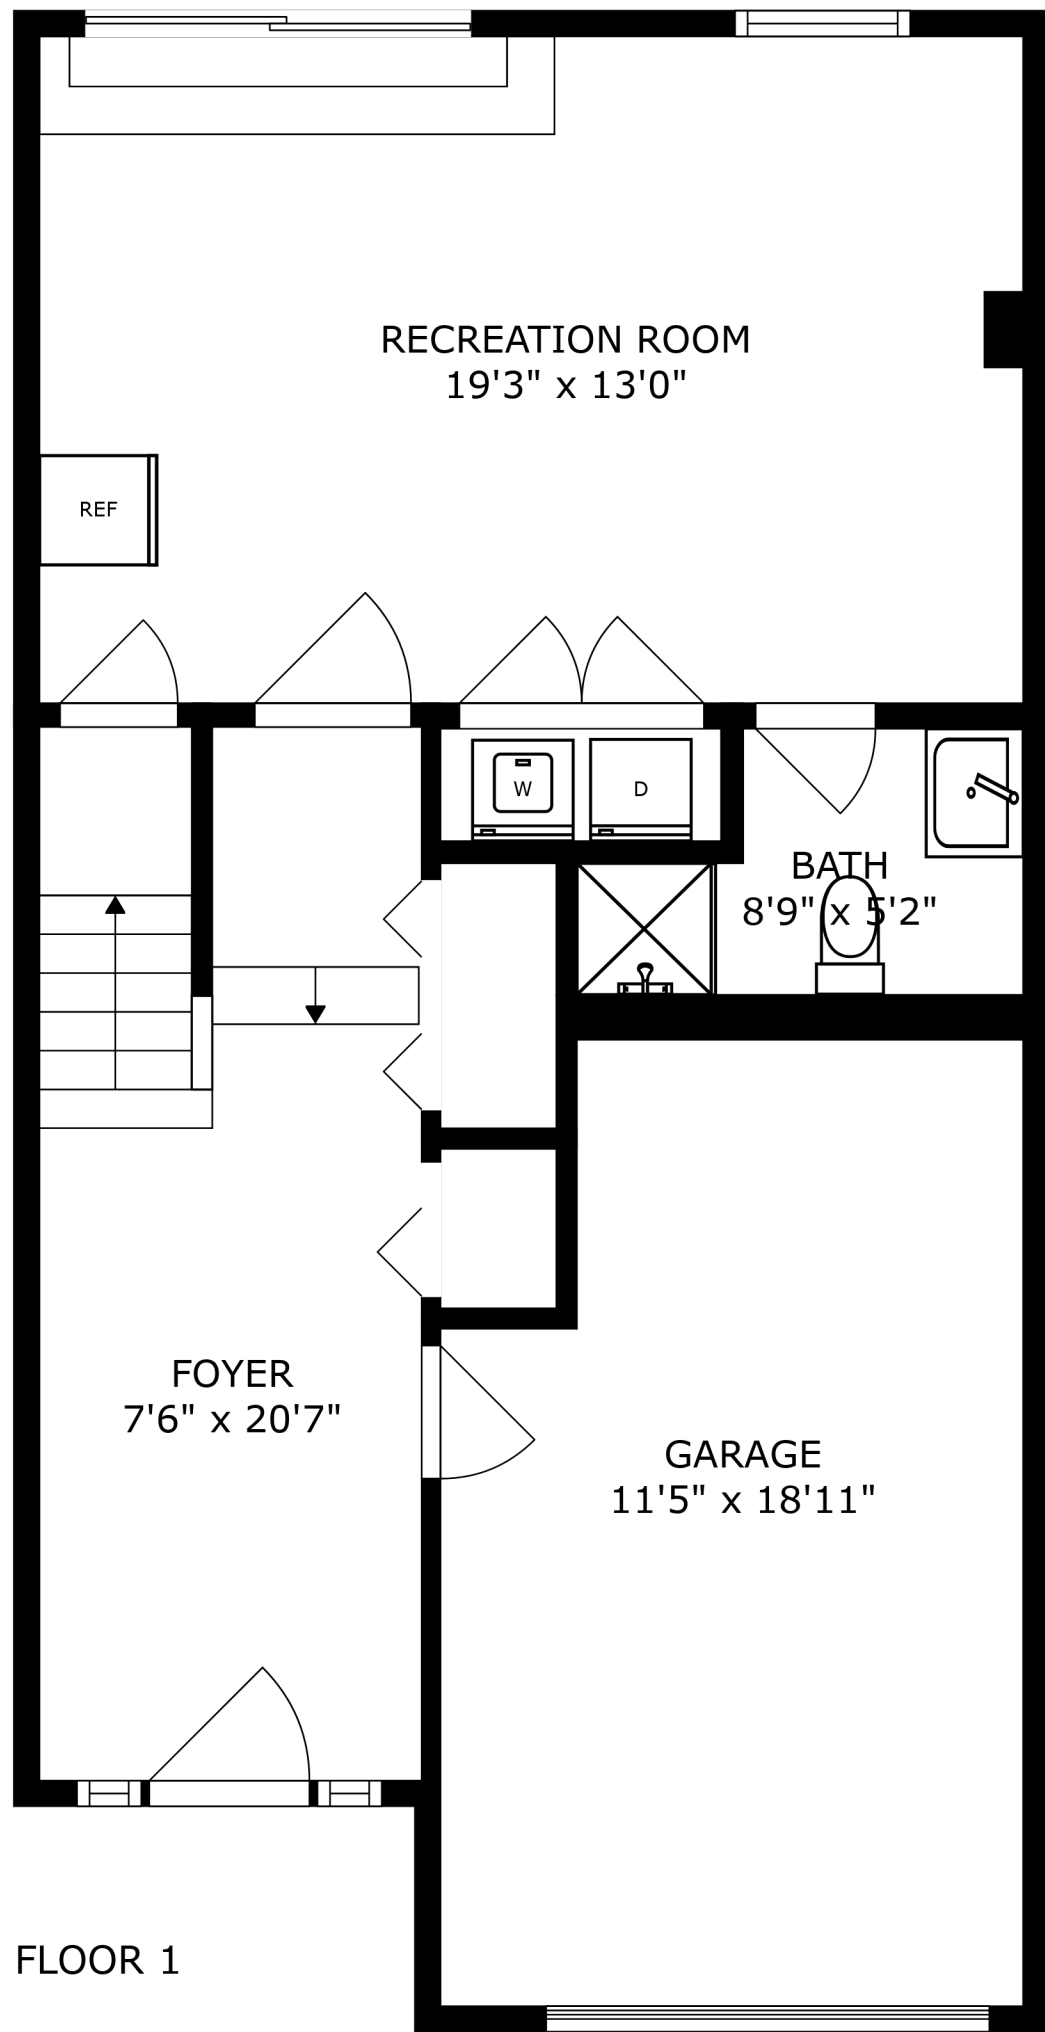 RECREATION ROOM
19'3" x 13'0"
REF
W
D
BATH
8'9" x 5'2"
FOYER
7'6" x 20'7"
GARAGE
11'5" x 18'11"
FLOOR 1